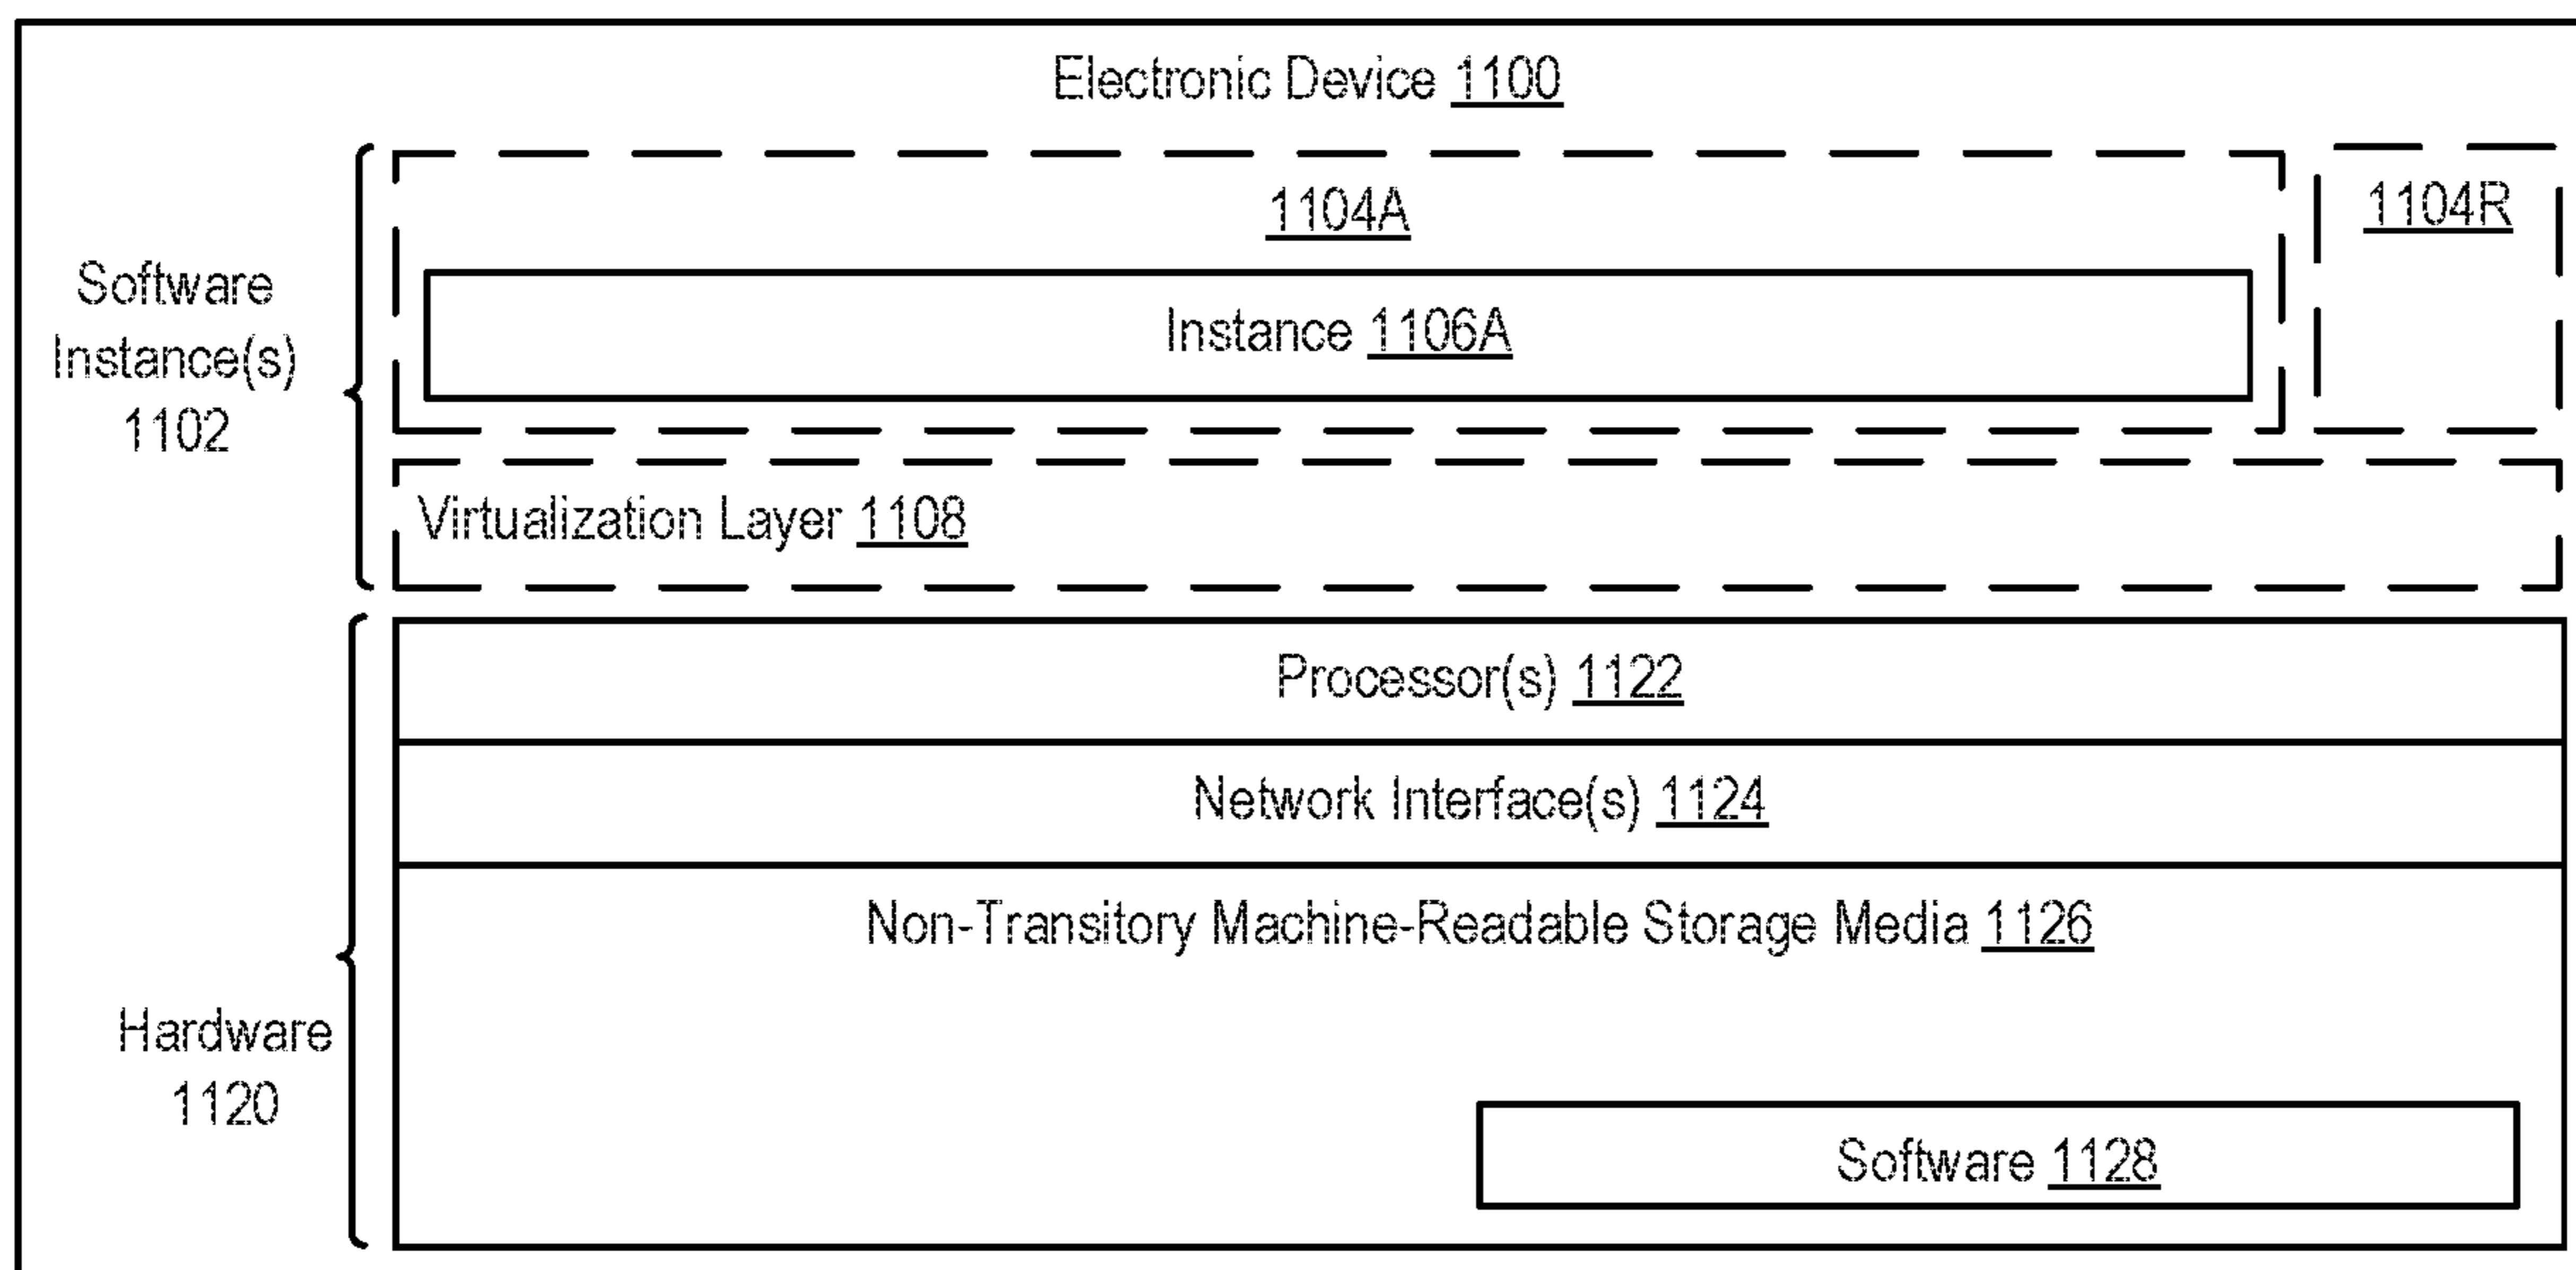 Electronic Device 1100
1104A
1104R
Software
Instance(s)
1102
Instance 1106A
Virtualization Layer 1108
Processor(s) 1122
Network Interface(s) 1124
Non-Transitory Machine-Readable Storage Media 1126
Hardware
1120
Software 1128